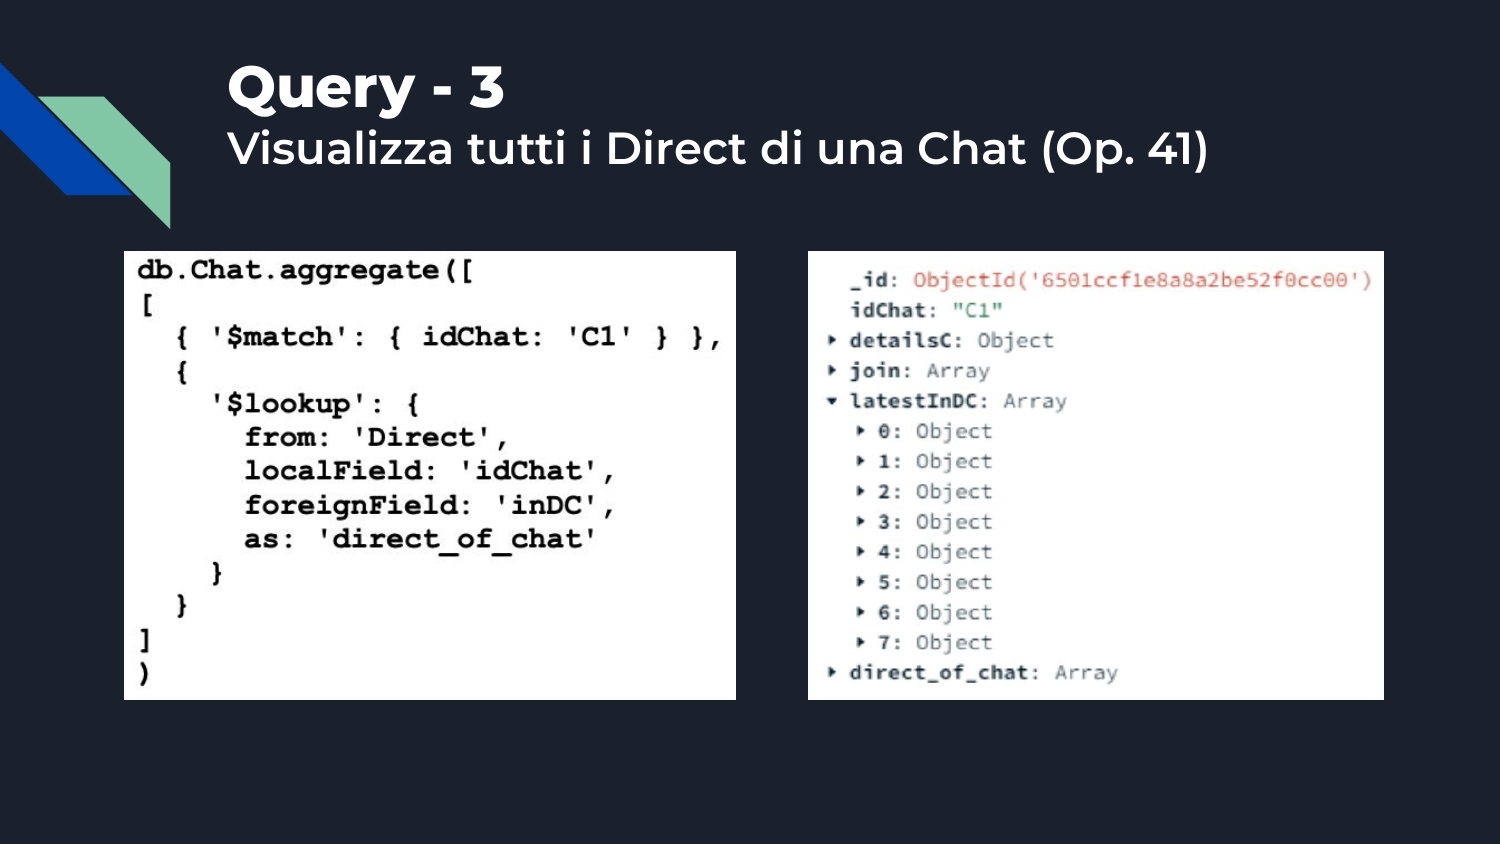 Query - 3
Visualizza tutti i Direct di una Chat (Op. 41)
db.Chat.aggregate([
[
{ '$match': { idChat: 'C1' } },
{
'$lookup': {
from: 'Direct',
localField: 'idChat',
foreignField: 'inDC',
as: 'direct_of_chat'
}
}
]
)
_id: ObjectId('6501ccf1e8a8a2be52f0cc00')
idChat: "C1"
detailsC: Object
join: Array
latestInDC: Array
0: Object
1: Object
2: Object
3: Object
4: Object
5: Object
6: Object
7: Object
direct_of_chat: Array